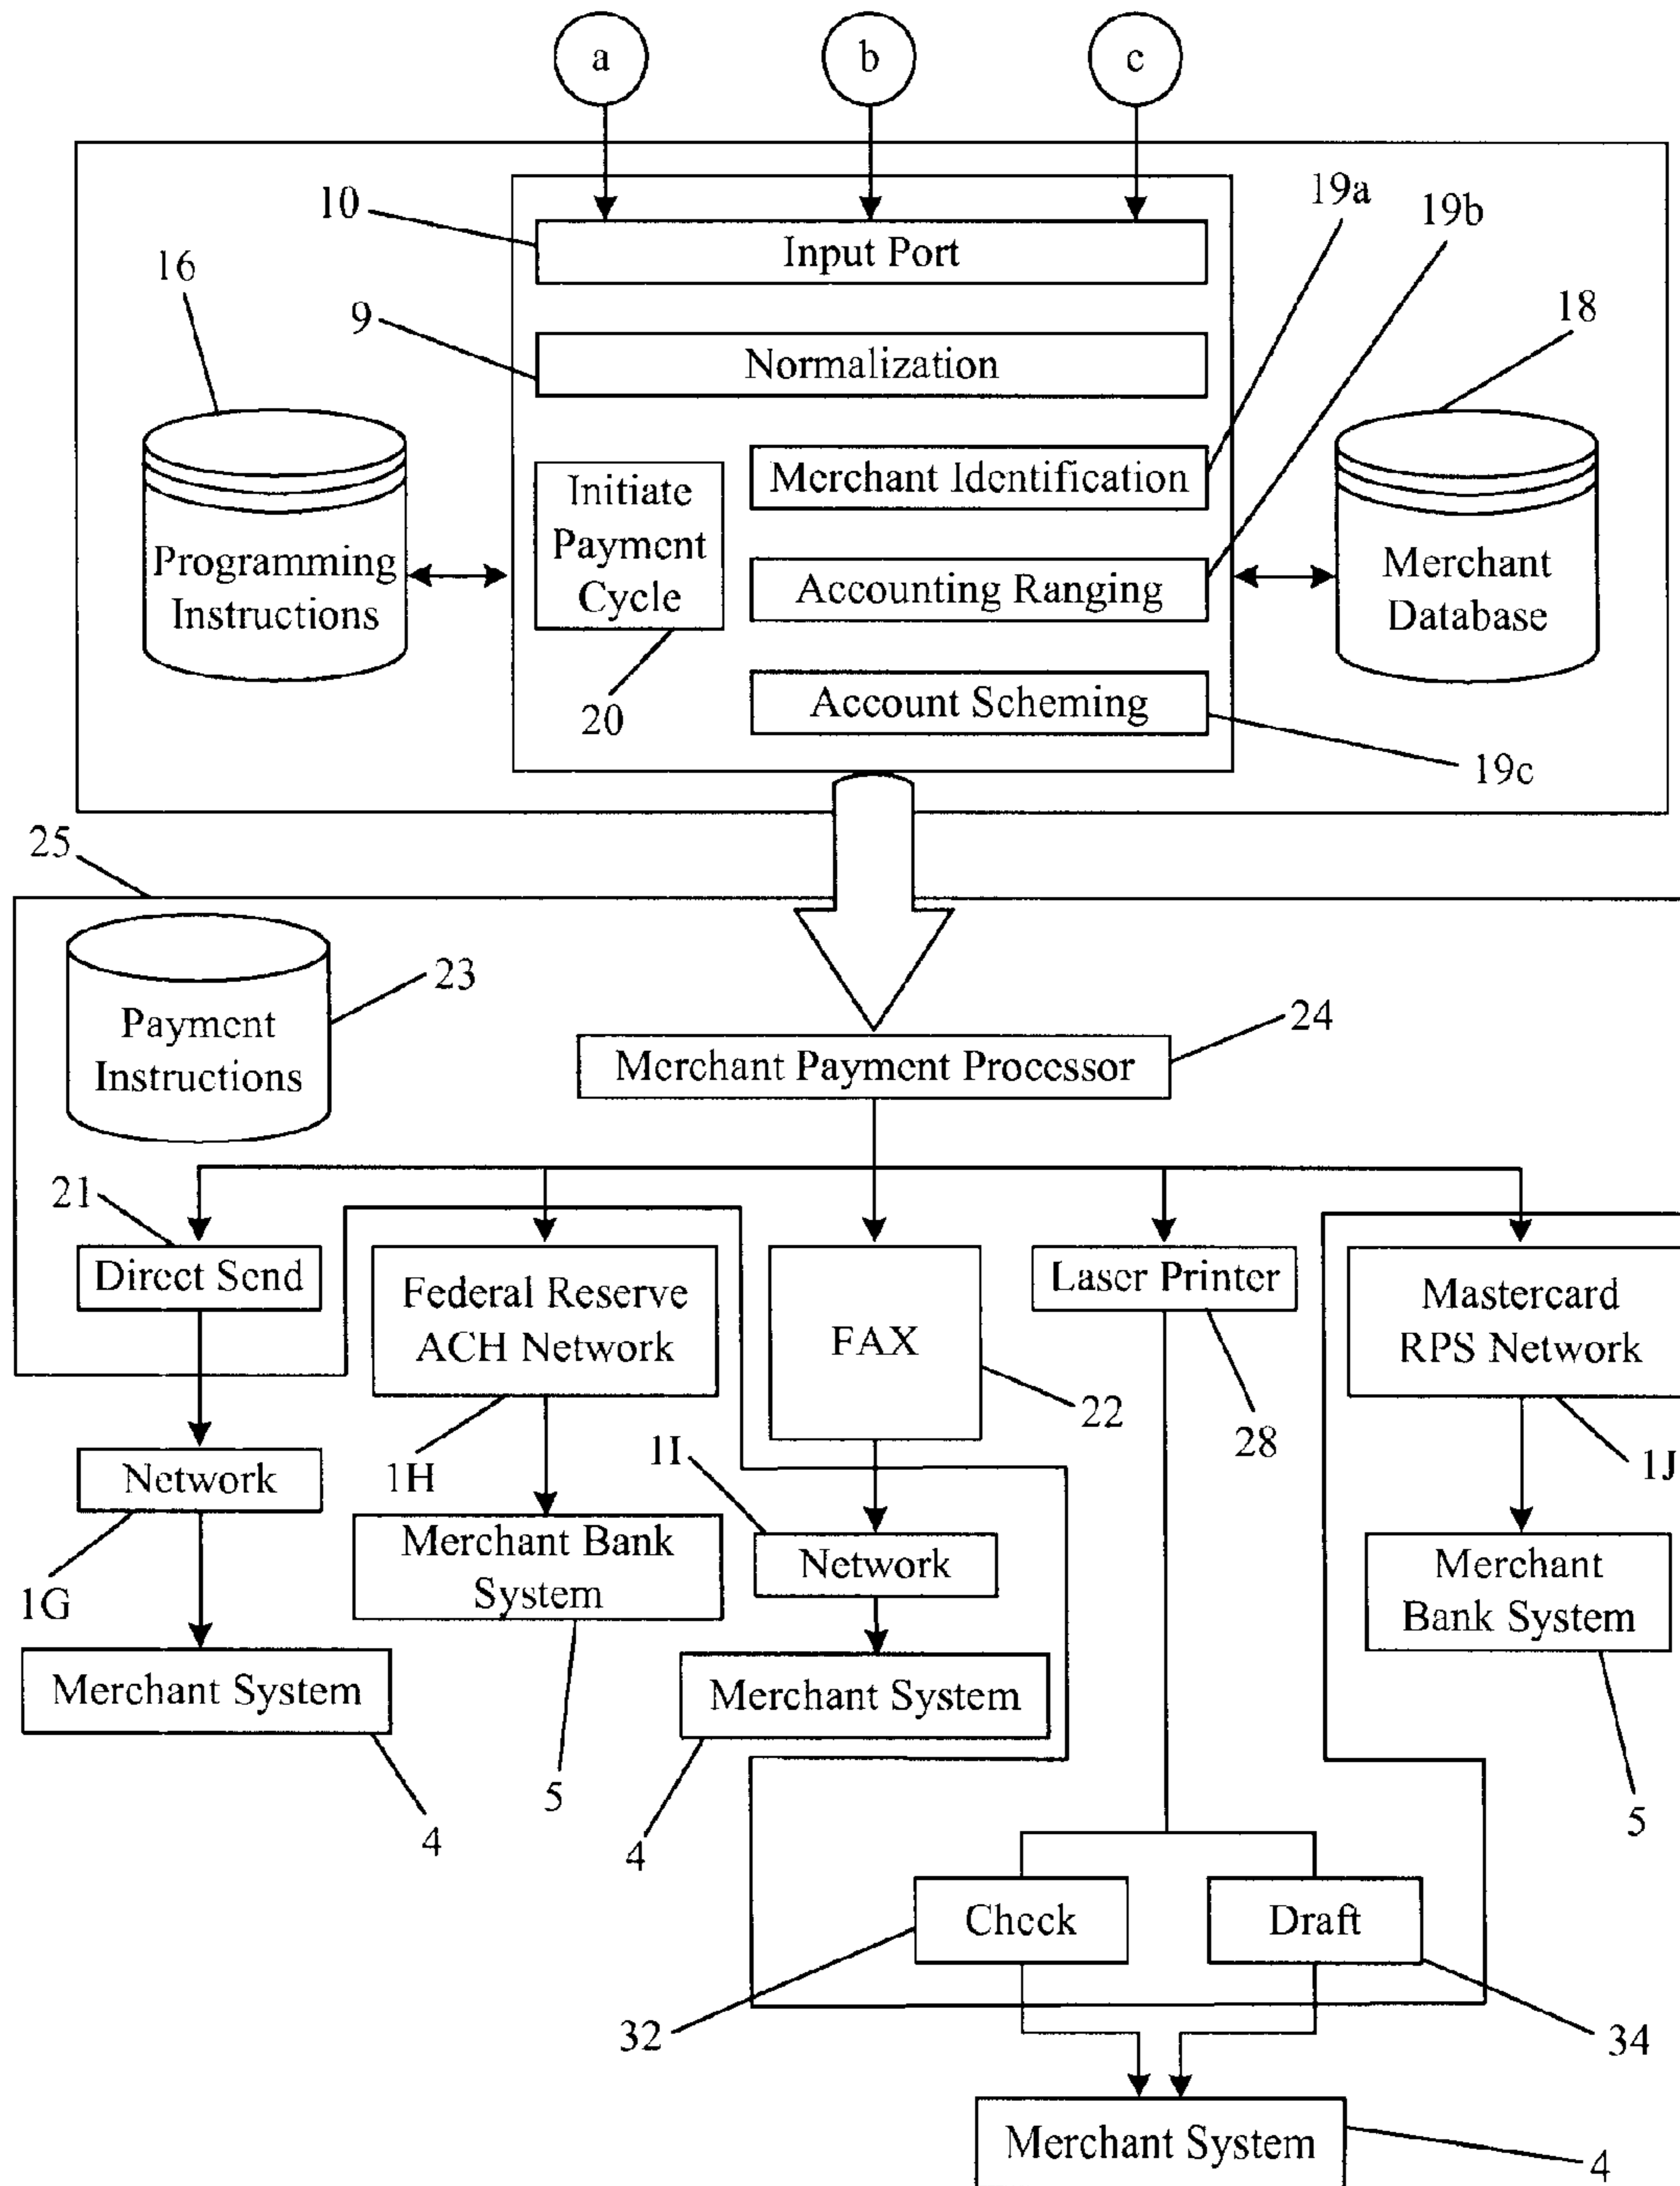 a
b
c
10
19a
19b
Input Port
16
9
18
Normalization
Merchant Identification
Initiate
Payment
Cycle
Programming
Instructions
Accounting Ranging
Merchant
Database
20
Account Scheming
19c
25
23
Payment
Instructions
24
Merchant Payment Processor
21
Direct Send
Federal Reserve
ACH Network
FAX
Laser Printer
Mastercard
RPS Network
22
28
1I
1H
1J
Network
1G
Merchant Bank
System
Network
Merchant
Bank System
Merchant System
Merchant System
5
4
4
5
Check
Draft
32
34
Merchant System
4